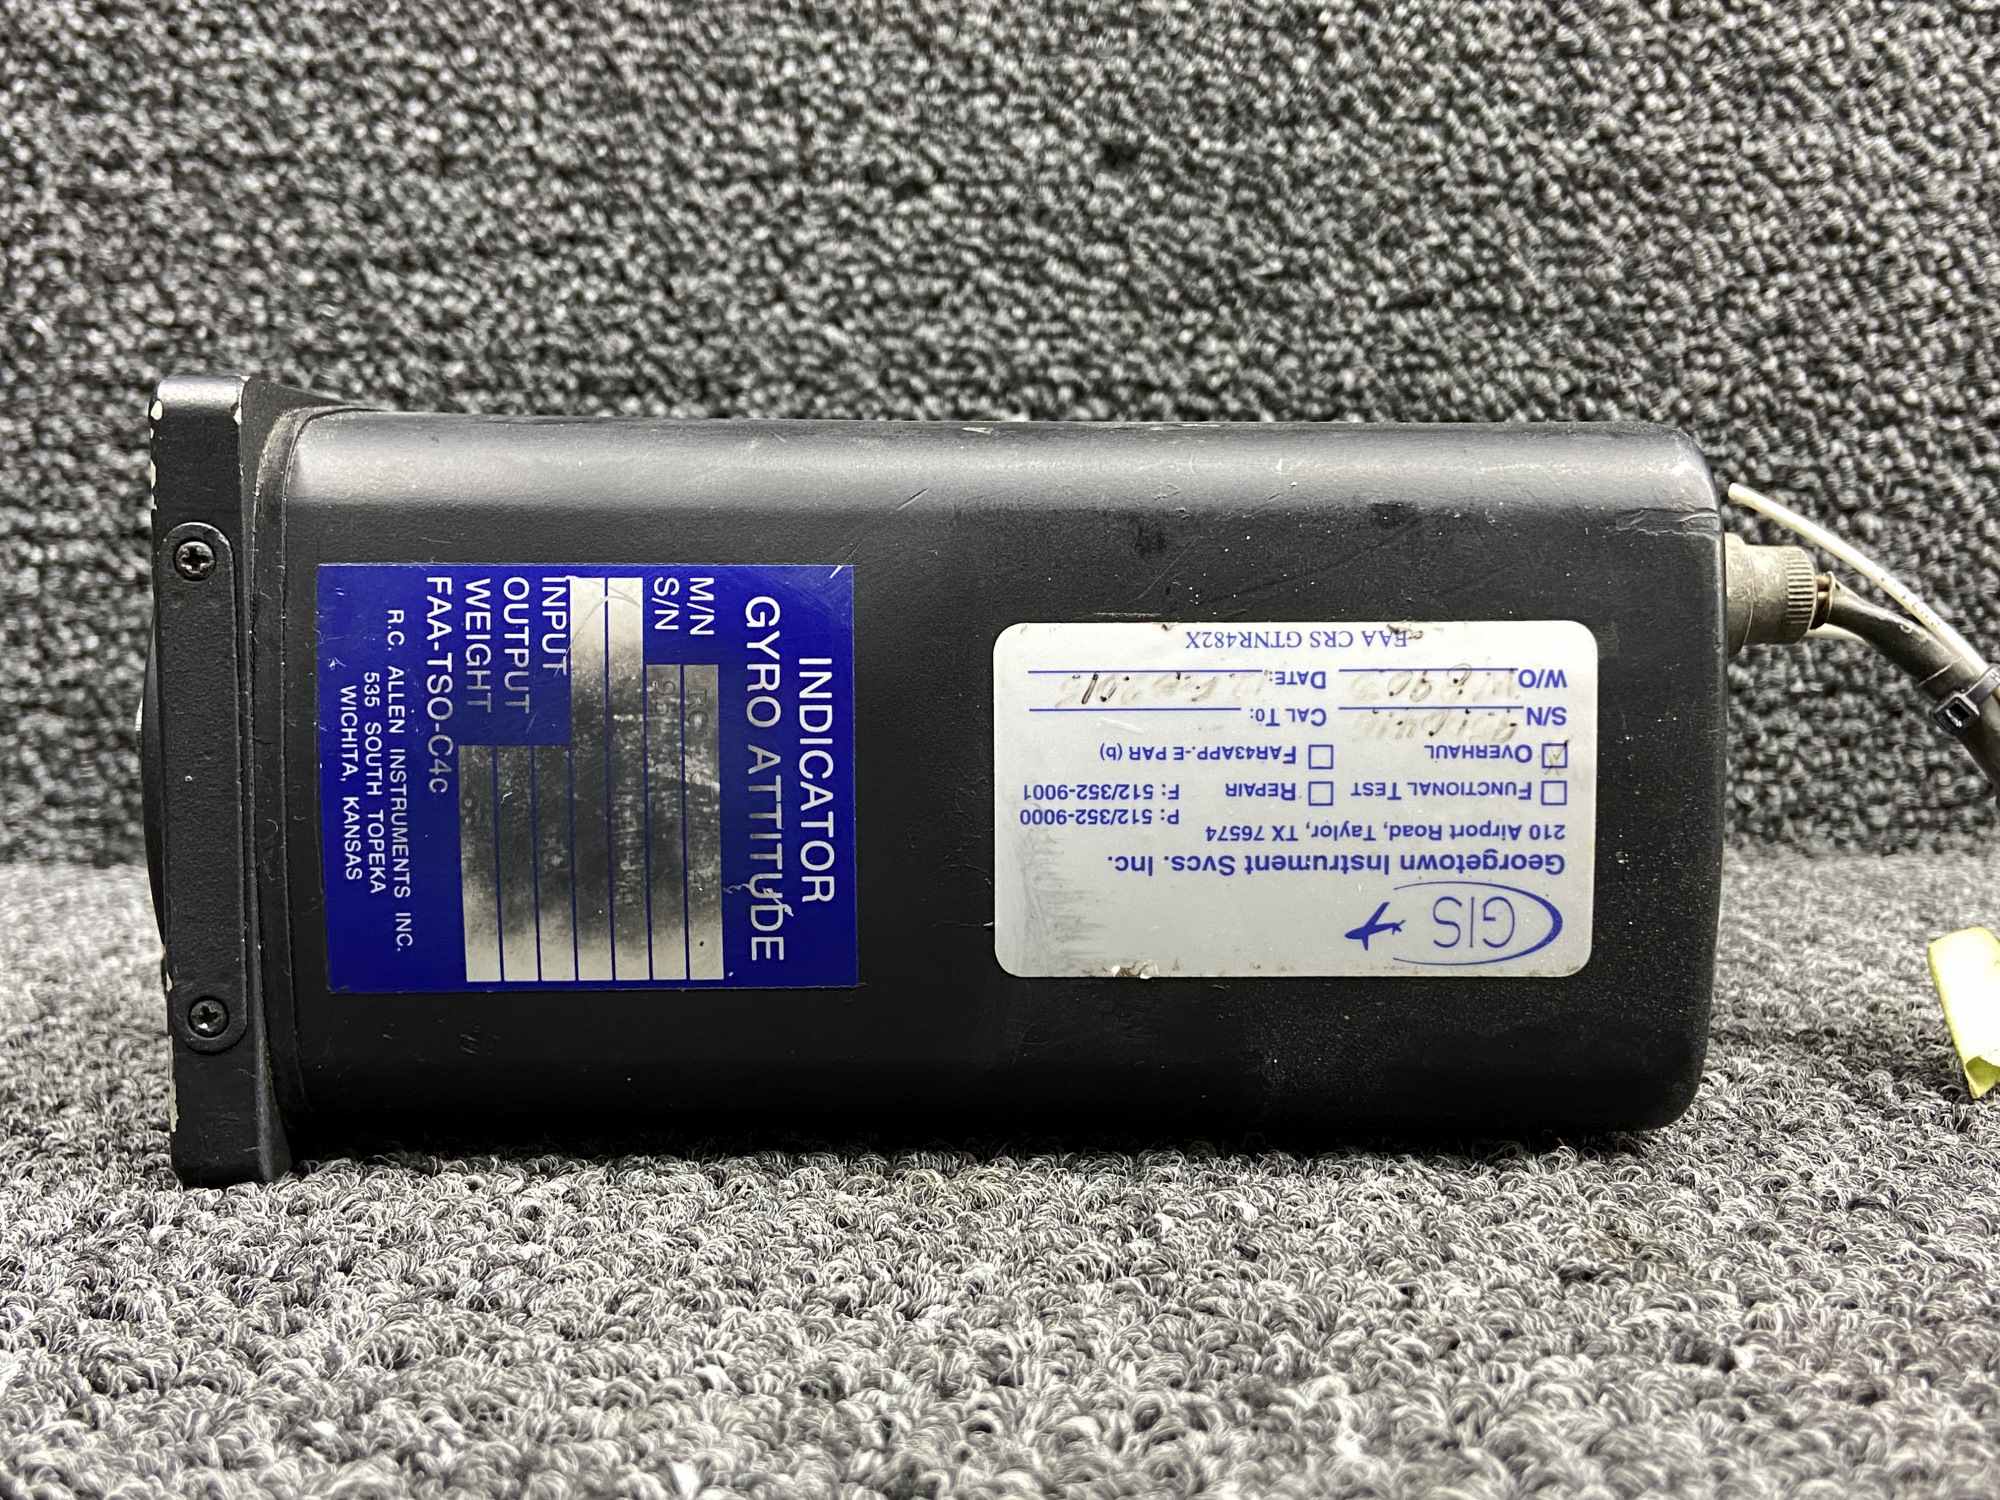 INDICATOR
GYRO ATTITUDE
M/N
S/N
INPUT
OUTPUT
WEIGHT
FAA-TSO-C4c
R.C. ALLEN INSTRUMENTS INC.
535 SOUTH TOPEKA
WICHITA, KANSAS
GIS
Georgetown Instrument Svcs. Inc.
210 Airport Road, Taylor, TX 76574
P: 512/352-9000
FUNCTIONAL TEST REPAIR F: 512/352-9001
OVERHAUL FAR43APP.-E PAR (b)
S/N CAL TO:
W/O DATE:
FAA CRS GTNR482X